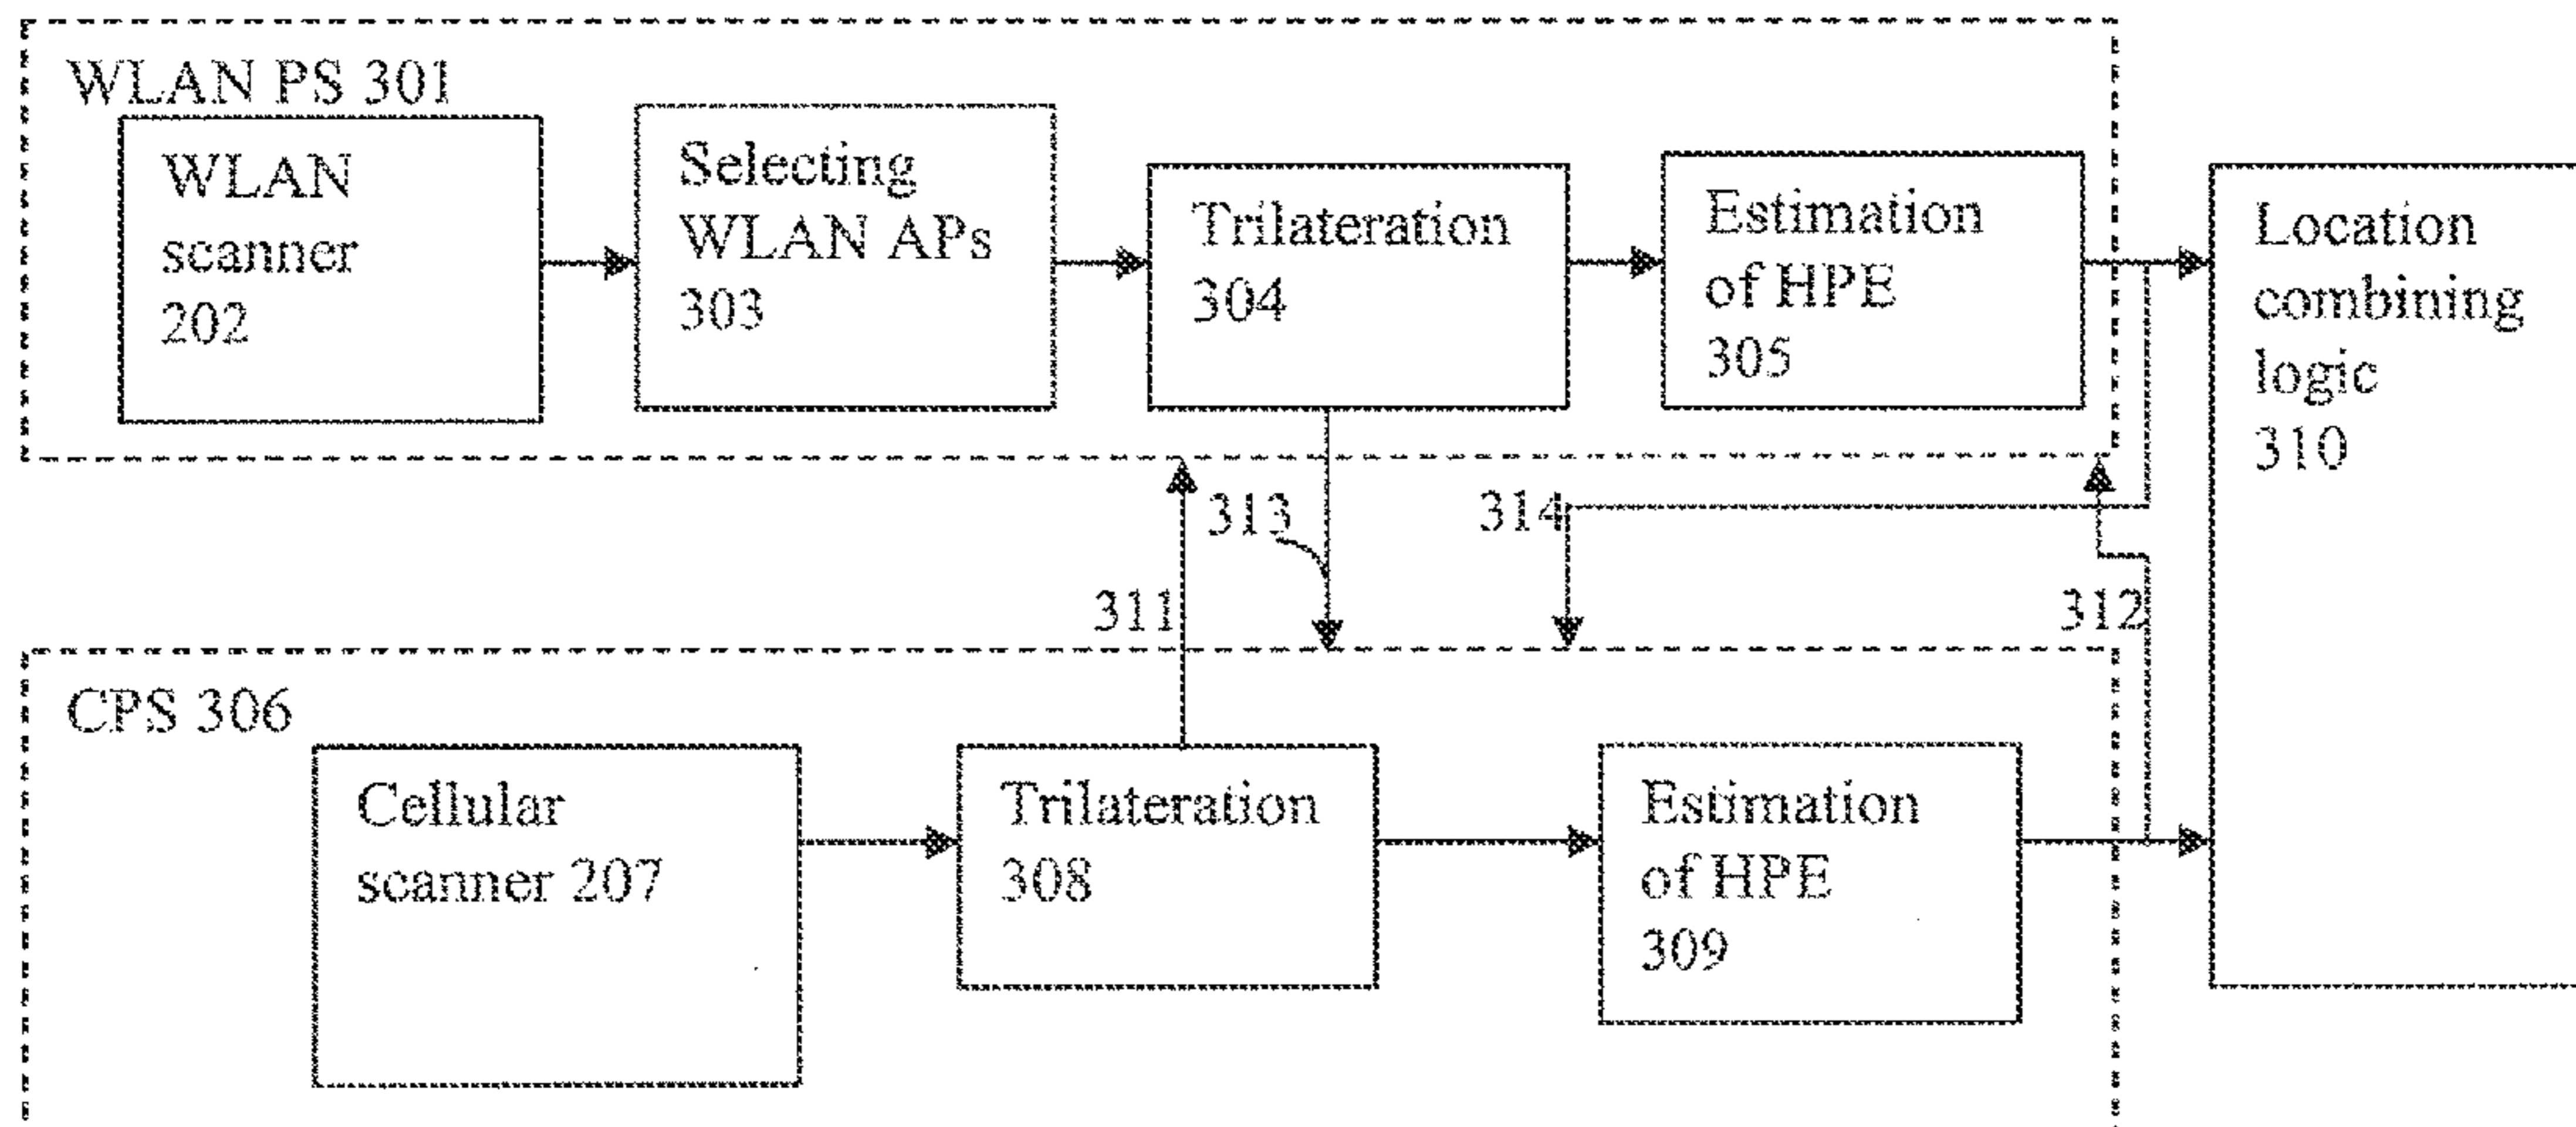 WLAN PS 301
WLAN
scanner
202
Selecting
WLAN APs
303
Trilateration
304
Estimation
of HPE
305
Location
combining
logic
310
313
314
311
312
CPS 306
Cellular
scanner 207
Trilateration
308
Estimation
of HPE
309